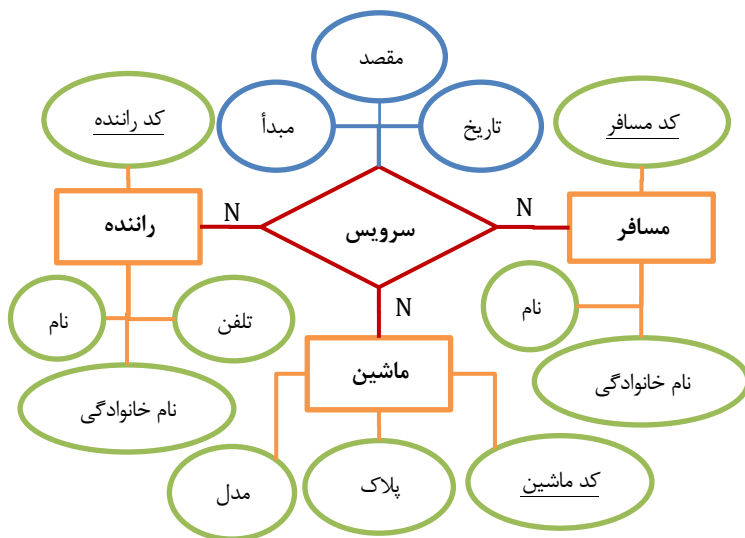 مقصد
تاریخ
مبدأ
کد مسافر
کد راننده
مسافر
N
سرویس
N
راننده
N
ماشین
نام
تلفن
نام
نام خانوادگی
نام خانوادگی
کد ماشین
پلاک
مدل